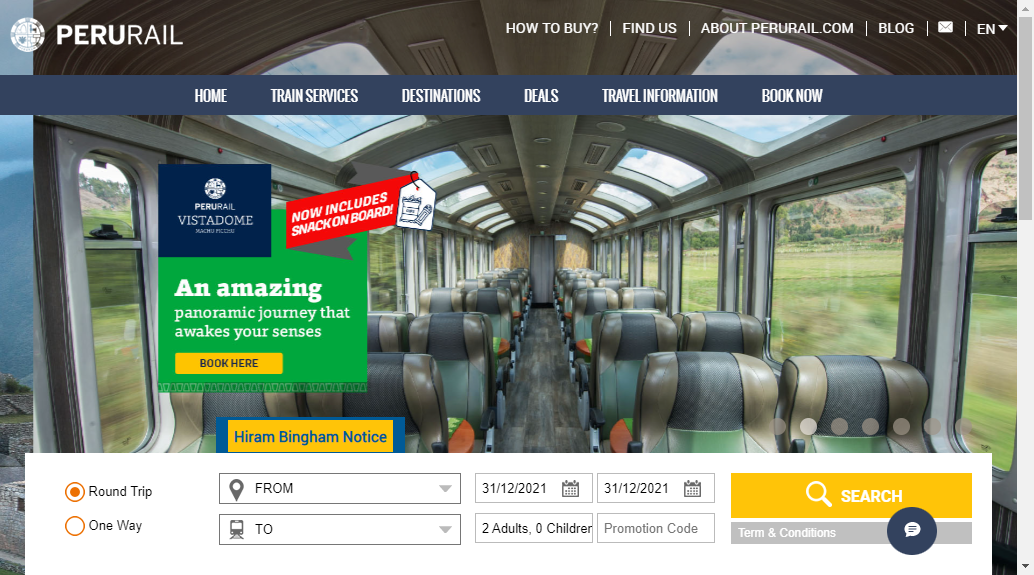 PERURAIL
HOW TO BUY?
FIND US
ABOUT PERURAIL.COM
BLOG
EN
HOME
TRAIN SERVICES
DESTINATIONS
DEALS
TRAVEL INFORMATION
BOOK NOW
PERURAIL
VISTADOME
MACHU PICCHU
NOW INCLUDES
SNACK ON BOARD!
An amazing
panoramic journey that
awakes your senses
BOOK HERE
Hiram Bingham Notice
Round Trip
FROM
31/12/2021
31/12/2021
SEARCH
One Way
TO
2 Adults, 0 Children
Promotion Code
Term & Conditions